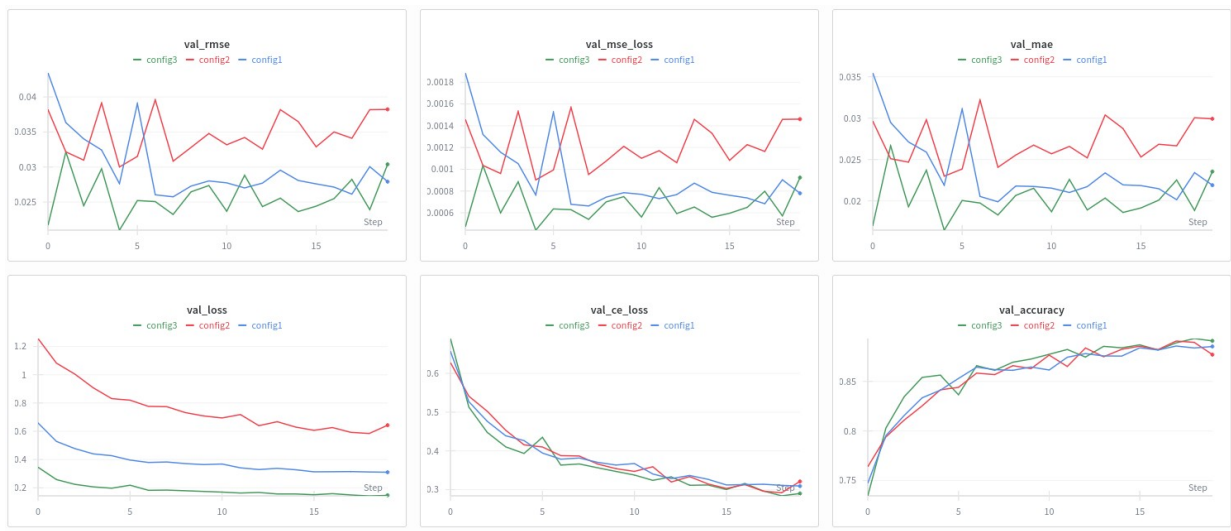 val_rmse
config3 config2 config1
0.04
0.035
0.03
0.025
Step
0 5 10 15
val_mse_loss
config3 config2 config1
0.0018
0.0016
0.0014
0.0012
0.001
0.0008
0.0006
Step
0 5 10 15
val_mae
config3 config2 config1
0.035
0.03
0.025
0.02
Step
0 5 10 15
val_loss
config3 config2 config1
1.2
1
0.8
0.6
0.4
0.2
Step
0 5 10 15
val_ce_loss
config3 config2 config1
0.6
0.5
0.4
0.3
Step
0 5 10 15
val_accuracy
config3 config2 config1
0.85
0.8
0.75
Step
0 5 10 15